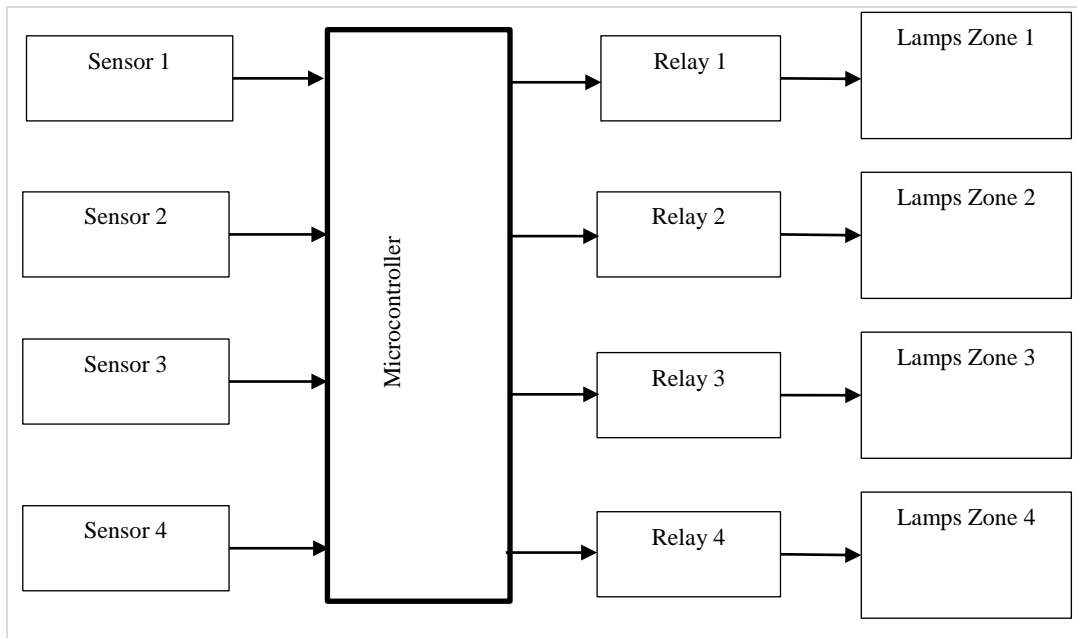 Sensor 1
Sensor 2
Sensor 3
Sensor 4
Microcontroller
Relay 1
Relay 2
Relay 3
Relay 4
Lamps Zone 1
Lamps Zone 2
Lamps Zone 3
Lamps Zone 4